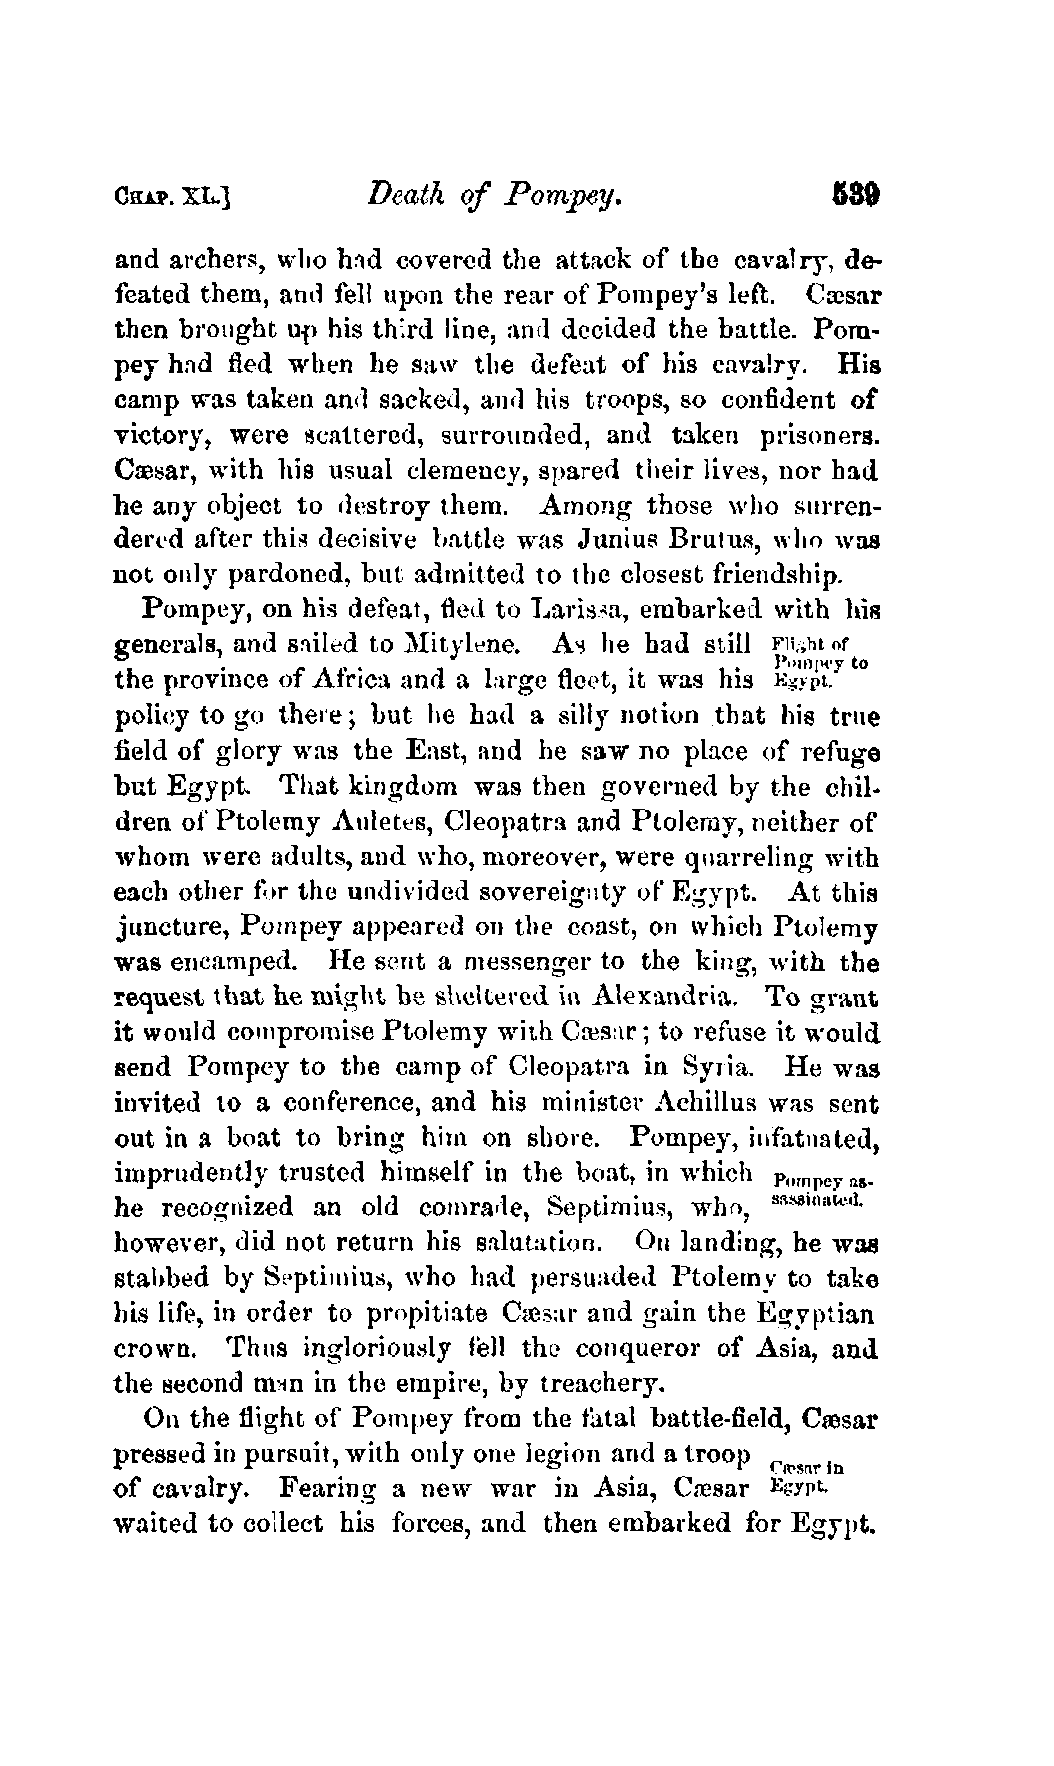 CHAP. XL.] Death of Pompey. 539
and archers, who had covered the attack of the cavalry, de-
feated them, and fell upon the rear of Pompey's left. Cæsar
then brought up his third line, and decided the battle. Pom-
pey had fled when he saw the defeat of his cavalry. His
camp was taken and sacked, and his troops, so confident of
victory, were scattered, surrounded, and taken prisoners.
Cæsar, with his usual clemency, spared their lives, nor had
he any object to destroy them. Among those who surren-
dered after this decisive battle was Junius Brutus, who was
not only pardoned, but admitted to the closest friendship.
Pompey, on his defeat, fled to Larissa, embarked with his
generals, and sailed to Mitylene. As he had still
Flight of
Pompey to
Egypt.
the province of Africa and a large fleet, it was his
policy to go there; but he had a silly notion that his true
field of glory was the East, and he saw no place of refuge
but Egypt. That kingdom was then governed by the chil-
dren of Ptolemy Auletes, Cleopatra and Ptolemy, neither of
whom were adults, and who, moreover, were quarreling with
each other for the undivided sovereignty of Egypt. At this
juncture, Pompey appeared on the coast, on which Ptolemy
was encamped. He sent a messenger to the king, with the
request that he might be sheltered in Alexandria. To grant
it would compromise Ptolemy with Cæsar; to refuse it would
send Pompey to the camp of Cleopatra in Syria. He was
invited to a conference, and his minister Achillus was sent
out in a boat to bring him on shore. Pompey, infatuated,
imprudently trusted himself in the boat, in which
Pompey as-
sassinated.
he recognized an old comrade, Septimius, who,
however, did not return his salutation. On landing, he was
stabbed by Septimius, who had persuaded Ptolemy to take
his life, in order to propitiate Cæsar and gain the Egyptian
crown. Thus ingloriously fell the conqueror of Asia, and
the second man in the empire, by treachery.
On the flight of Pompey from the fatal battle-field, Cæsar
pressed in pursuit, with only one legion and a troop
Cæsar in
Egypt.
of cavalry. Fearing a new war in Asia, Cæsar
waited to collect his forces, and then embarked for Egypt.